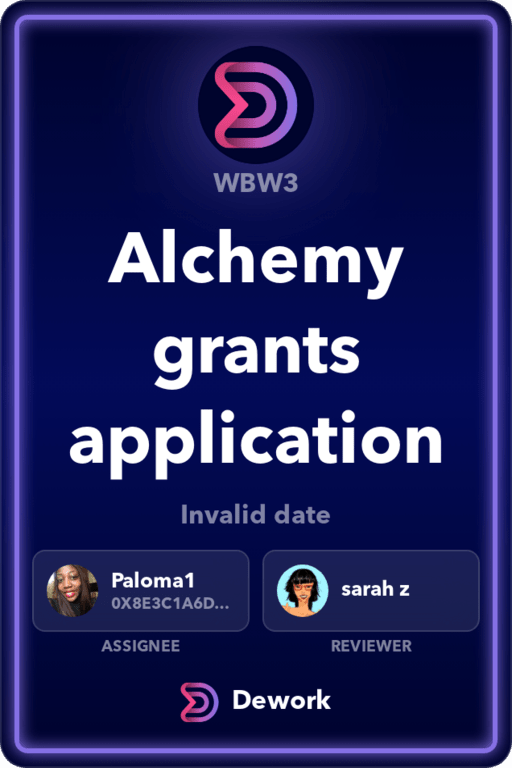 WBW3
Alchemy
grants
application
Invalid date
Paloma1
0X8E3C1A6D...
sarah z
ASSIGNEE
REVIEWER
Dework